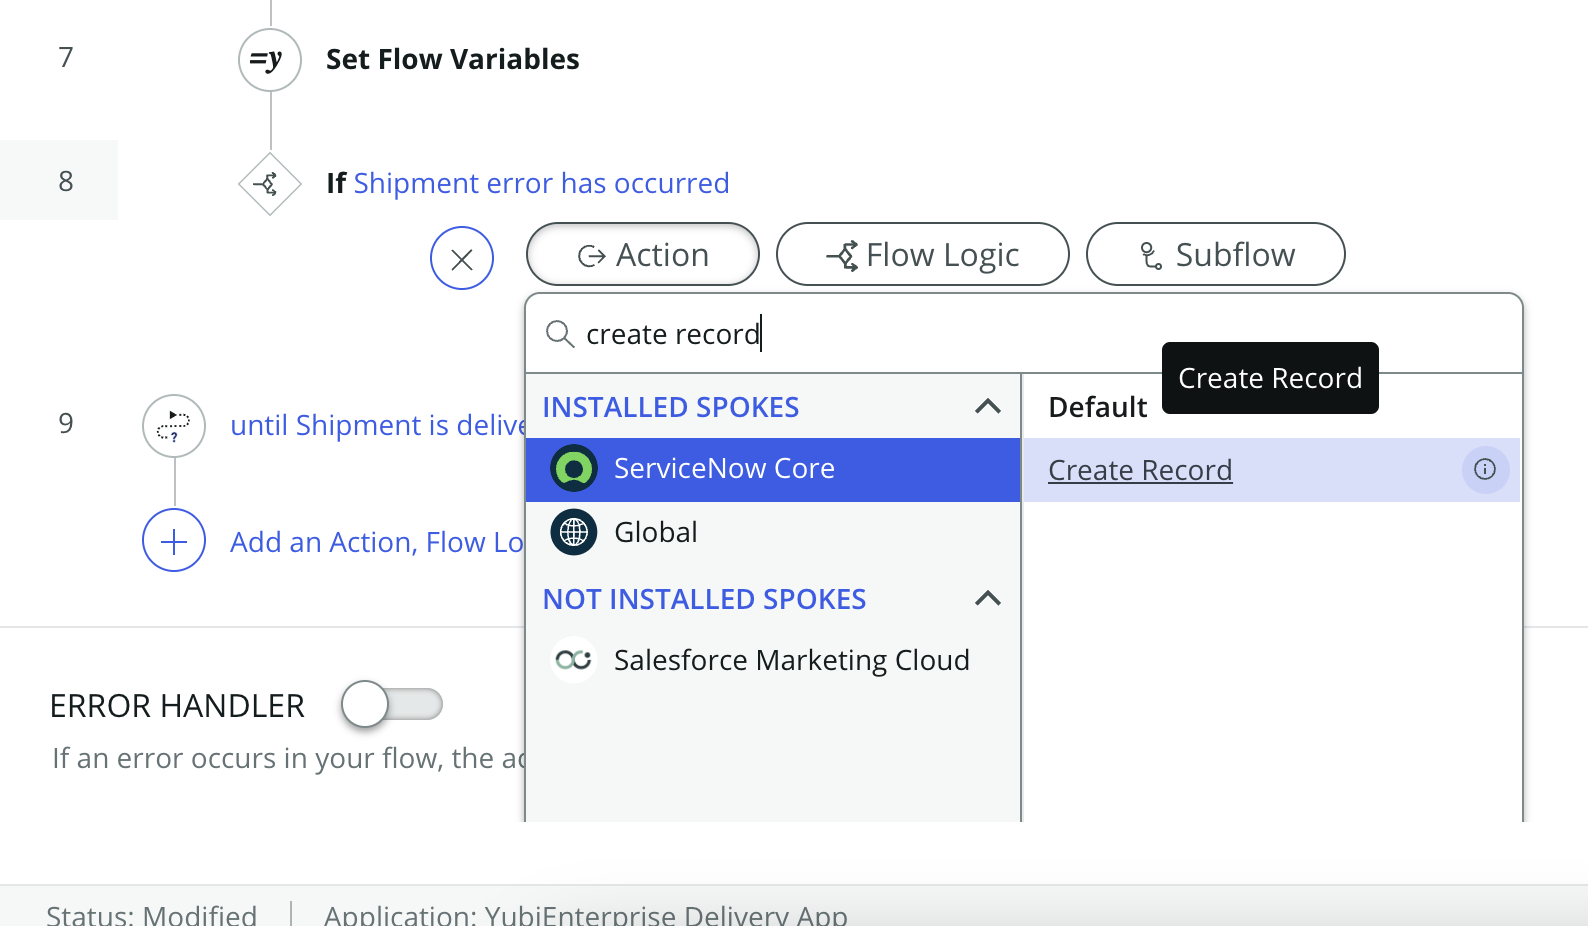 7
=y Set Flow Variables
8
If Shipment error has occurred
Action
Flow Logic
Subflow
create record
Create Record
INSTALLED SPOKES
Default
9
until Shipment is delive
ServiceNow Core
Create Record
Global
Add an Action, Flow Lo
NOT INSTALLED SPOKES
Salesforce Marketing Cloud
ERROR HANDLER
If an error occurs in your flow, the ac
Status: Modified
Application: YubiEnterprise Delivery App